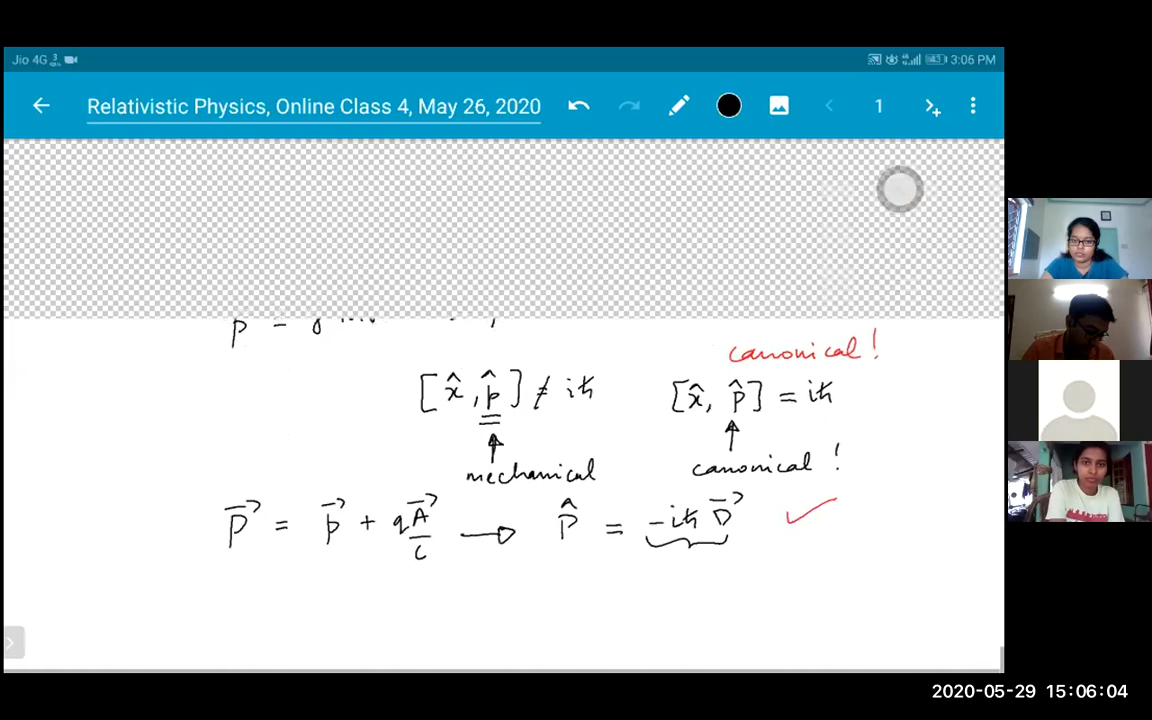 Jio 4G 3:06 PM
Relativistic Physics, Online Class 4, May 26, 2020 1
canonical!
[x̂, p̂] ≠ iħ [x̂, p̂] = iħ
mechanical canonical!
P⃗ = p⃗ + qA⃗/c → P̂ = -iħ ∇⃗ ✓
2020-05-29 15:06:04